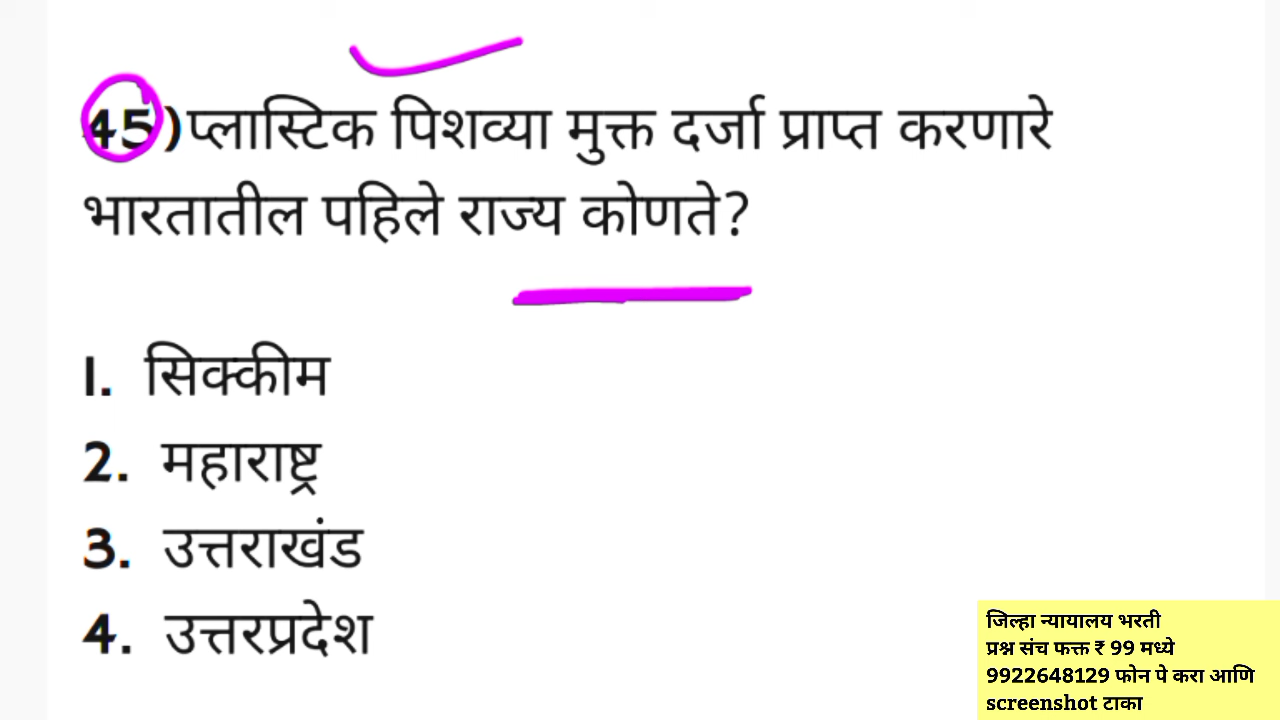 45)प्लास्टिक पिशव्या मुक्त दर्जा प्राप्त करणारे
भारतातील पहिले राज्य कोणते?
1. सिक्कीम
2. महाराष्ट्र
3. उत्तराखंड
4. उत्तरप्रदेश
जिल्हा न्यायालय भरती
प्रश्न संच फक्त ₹ 99 मध्ये
9922648129 फोन पे करा आणि
screenshot टाका